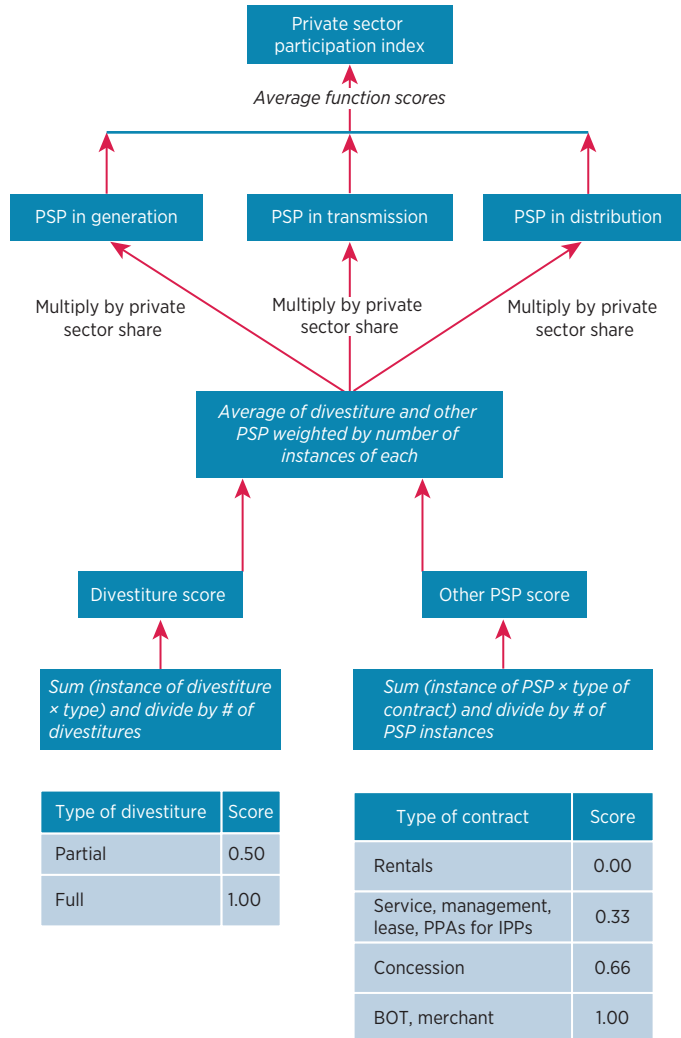 Private sector
participation index
Average function scores
PSP in generation
PSP in transmission
PSP in distribution
Multiply by private
sector share
Multiply by private
sector share
Multiply by private
sector share
Average of divestiture and other
PSP weighted by number of
instances of each
Divestiture score
Other PSP score
Sum (instance of divestiture
× type) and divide by # of
divestitures
Sum (instance of PSP × type of
contract) and divide by # of
PSP instances
Type of divestiture Score
Partial 0.50
Full 1.00
Type of contract Score
Rentals 0.00
Service, management,
lease, PPAs for IPPs 0.33
Concession 0.66
BOT, merchant 1.00